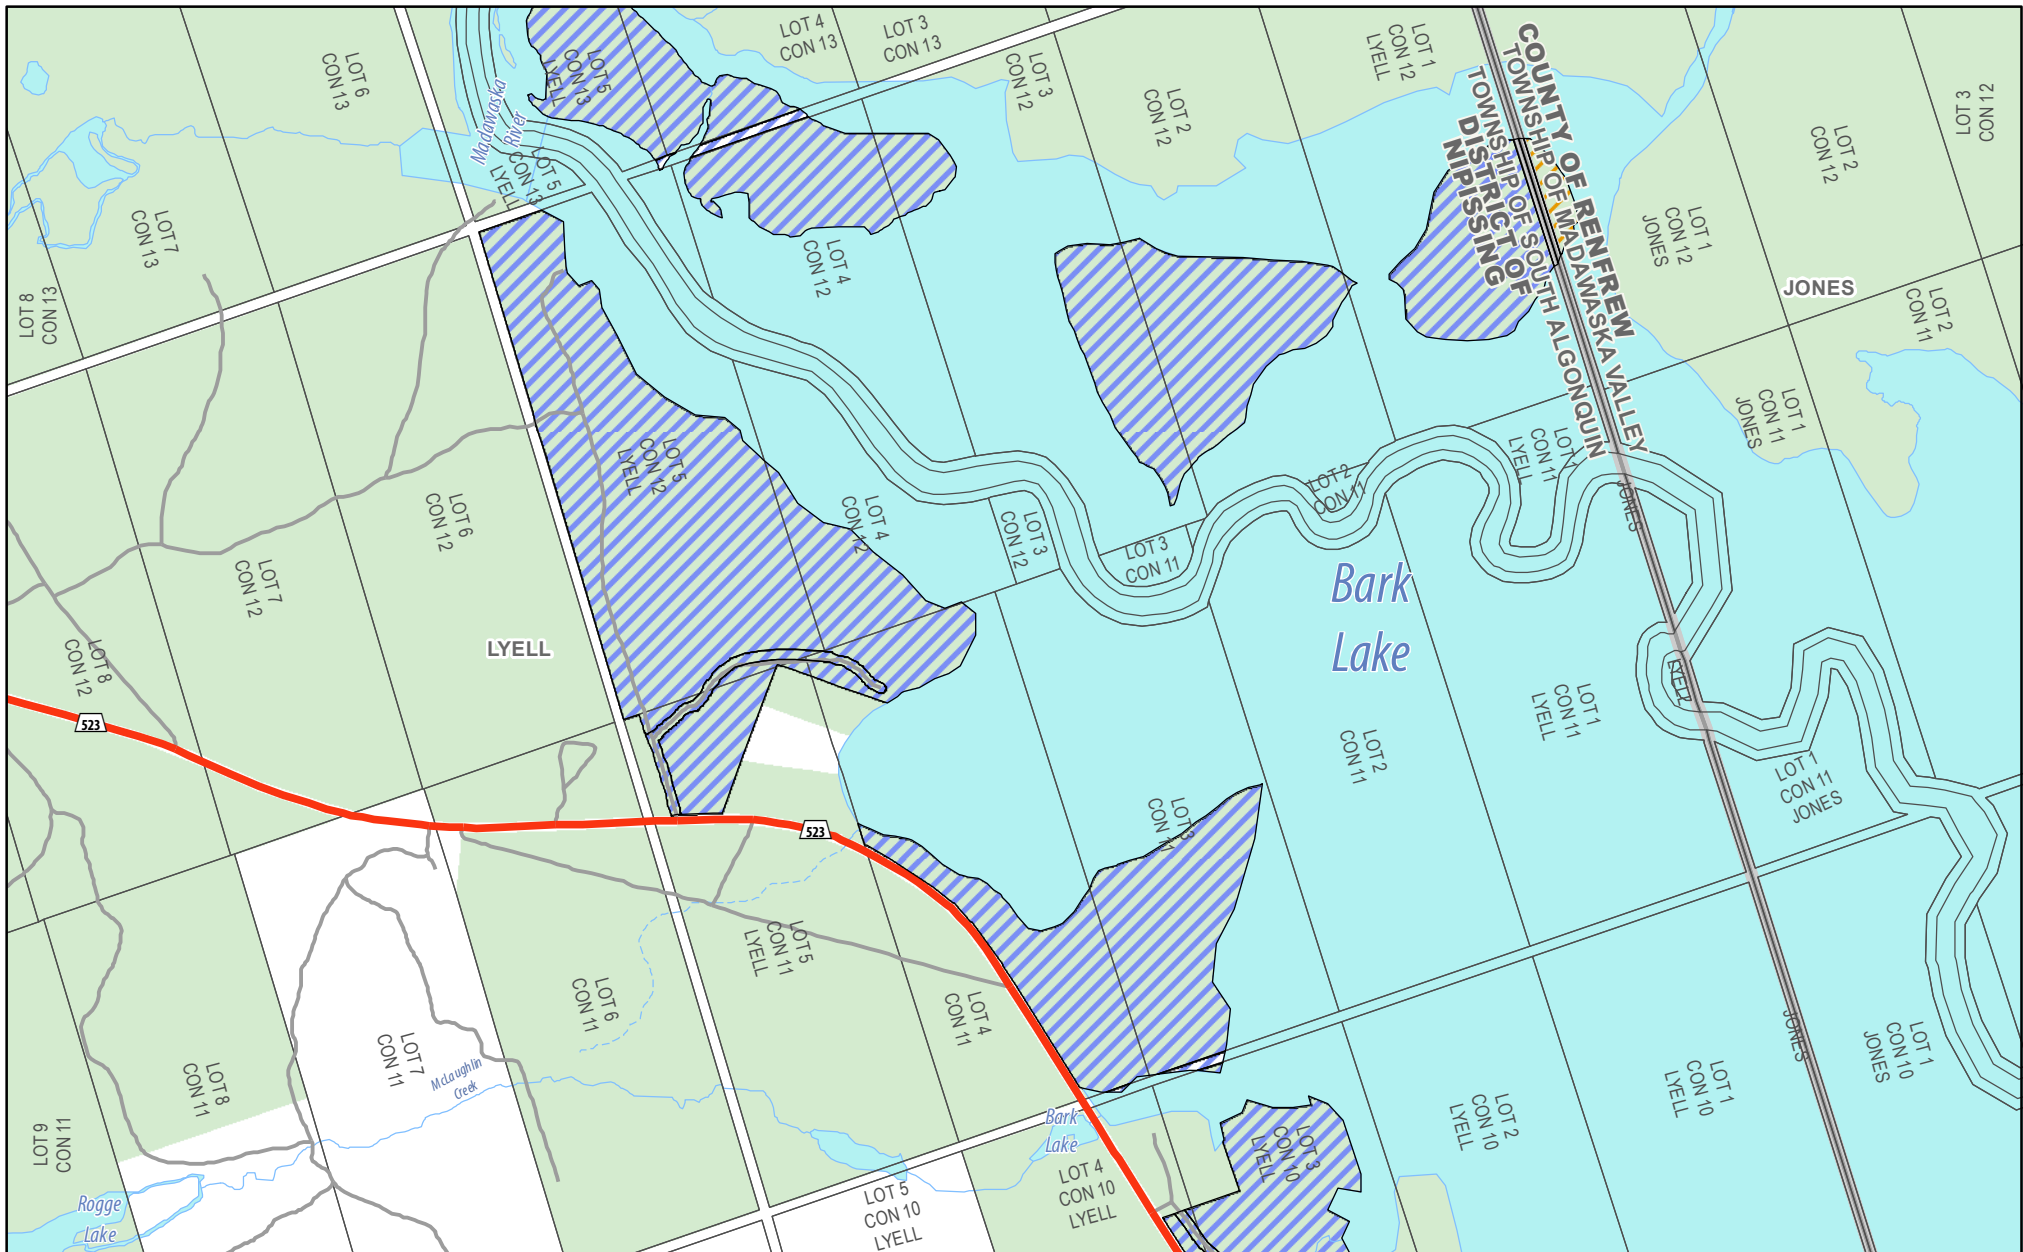 LOT 4
CON 13
LOT 3
CON 13
LOT 6
CON 13
LOT 5
CON 13
LYELL
LOT 3
CON 12
LOT 2
CON 12
LOT 1
CON 12
LYELL
COUNTY OF RENFREW
TOWNSHIP OF MADAWASKA VALLEY
TOWNSHIP OF SOUTH ALGONQUIN
DISTRICT OF
NIPISSING
LOT 3
CON 12
LOT 2
CON 12
Madawaska
River
LOT 5
CON 13
LYELL
LOT 7
CON 13
LOT 8
CON 13
LOT 4
CON 12
LOT 1
CON 12
JONES
JONES
LOT 2
CON 11
LOT 1
CON 11
JONES
LOT 5
CON 12
LYELL
LOT 6
CON 12
LOT 4
CON 12
LOT 3
CON 12
LOT 3
CON 11
LOT 2
CON 11
LOT 1
CON 11
LYELL
JONES
LOT 7
CON 12
LOT 8
CON 12
LYELL
Bark
Lake
LYELL
523
523
LOT 1
CON 11
LYELL
LOT 2
CON 11
LOT 1
CON 11
JONES
LOT 3
CON 11
LOT 5
CON 11
LYELL
LOT 6
CON 11
LOT 4
CON 11
LOT 7
CON 11
LOT 8
CON 11
LOT 9
CON 11
McLaughlin
Creek
JONES
LOT 1
CON 10
JONES
LOT 1
CON 10
LYELL
LOT 2
CON 10
LYELL
LOT 3
CON 10
LYELL
Bark
Lake
LOT 4
CON 10
LYELL
LOT 5
CON 10
LYELL
Rogge
Lake